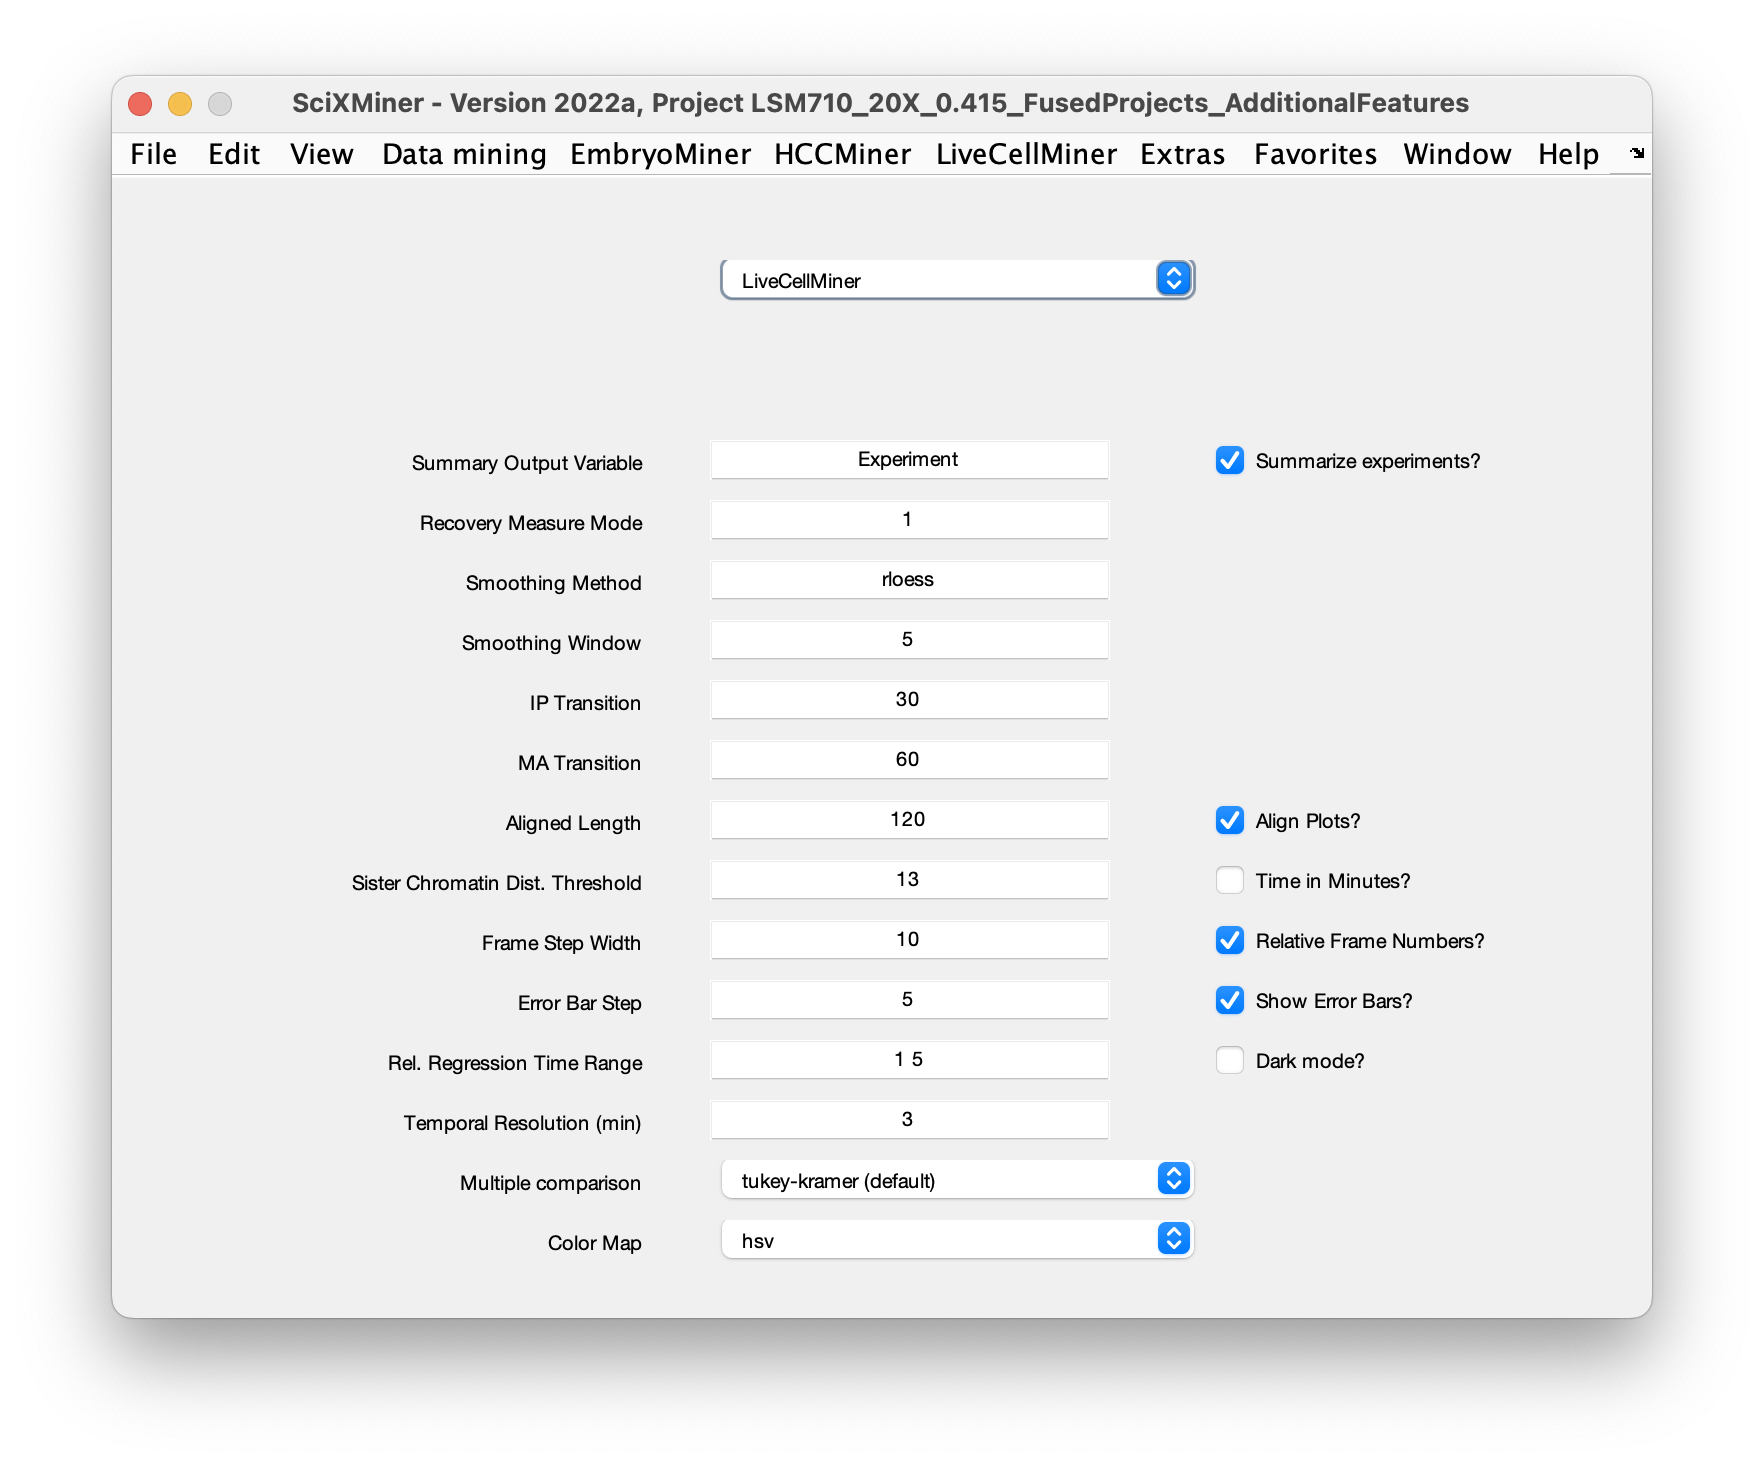 SciXMiner - Version 2022a, Project LSM710_20X_0.415_FusedProjects_AdditionalFeatures
File Edit View Data mining EmbryoMiner HCCMiner LiveCellMiner Extras Favorites Window Help
LiveCellMiner
Summary Output Variable Experiment Summarize experiments?
Recovery Measure Mode 1
Smoothing Method rloess
Smoothing Window 5
IP Transition 30
MA Transition 60
Aligned Length 120 Align Plots?
Sister Chromatin Dist. Threshold 13 Time in Minutes?
Frame Step Width 10 Relative Frame Numbers?
Error Bar Step 5 Show Error Bars?
Rel. Regression Time Range 1 5 Dark mode?
Temporal Resolution (min) 3
Multiple comparison tukey-kramer (default)
Color Map hsv